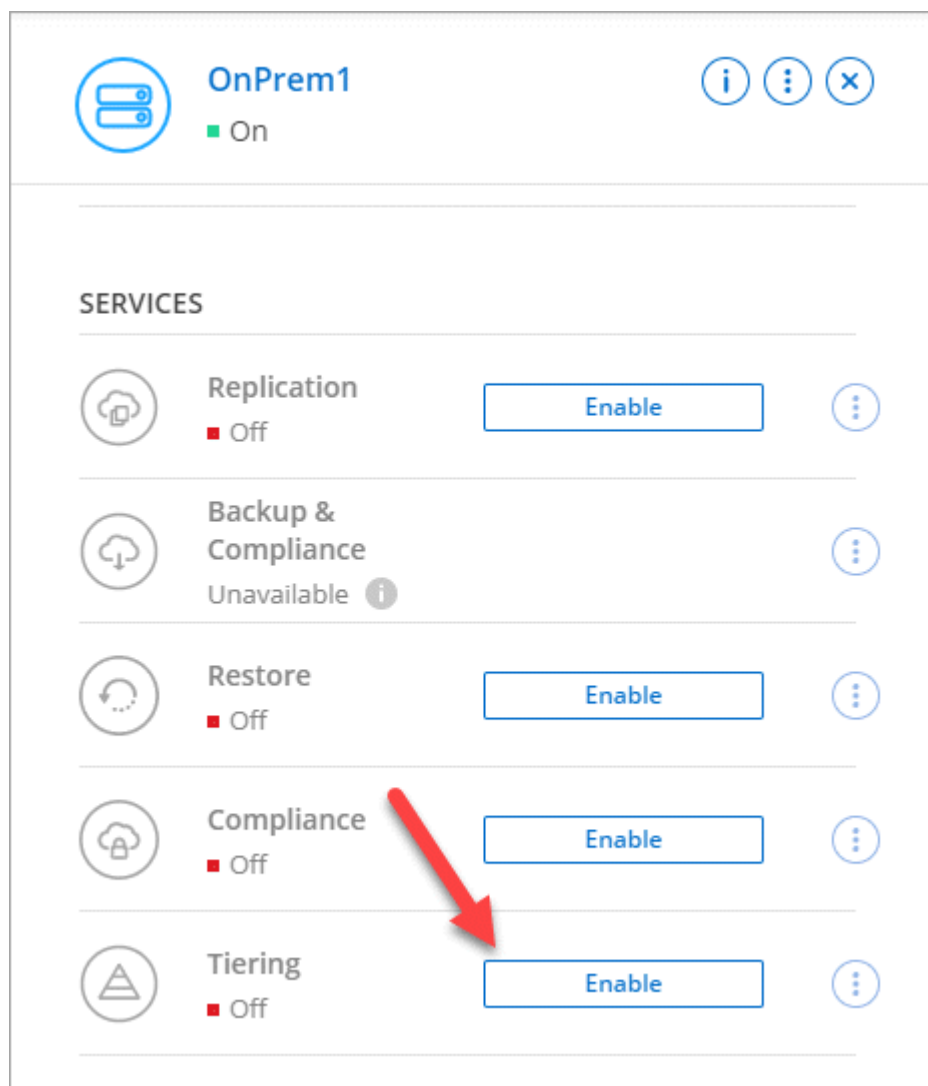 OnPrem1
On
SERVICES
Replication
Off
Enable
Backup &
Compliance
Unavailable
Restore
Off
Enable
Compliance
Off
Enable
Tiering
Off
Enable